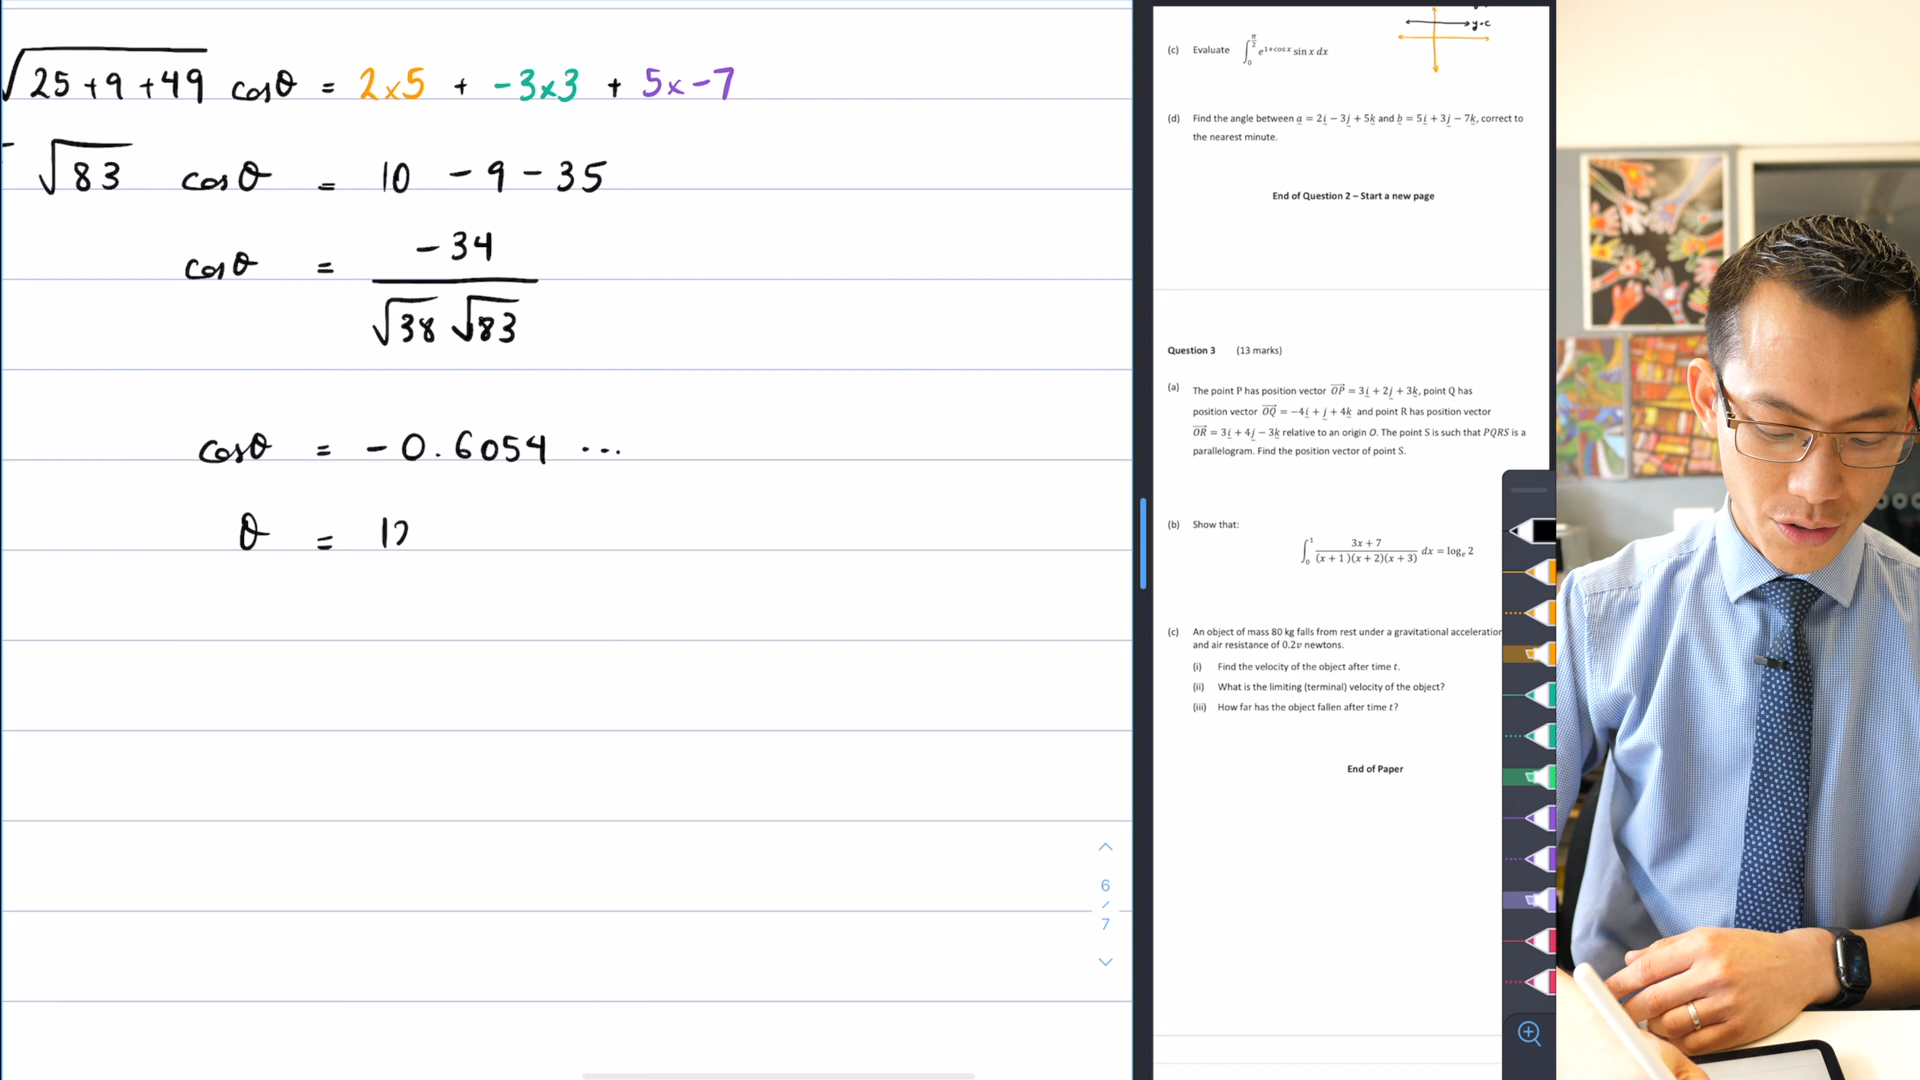 √25 + 9 + 49 cosθ = 2×5 + -3×3 + 5×-7
√83 cosθ = 10 - 9 - 35
cosθ = -34 / √38 √83
cosθ = -0.6054 ...
θ = 12
6
/
7
y=c
(c) Evaluate ∫₀^(π/2) e^(1+cos x) sin x dx
(d) Find the angle between a = 2i − 3j + 5k and b = 5i + 3j − 7k, correct to
the nearest minute.
End of Question 2 – Start a new page
Question 3 (13 marks)
(a) The point P has position vector OP = 3i + 2j + 3k, point Q has
position vector OQ = −4i + j + 4k and point R has position vector
OR = 3i + 4j − 3k relative to an origin O. The point S is such that PQRS is a
parallelogram. Find the position vector of point S.
(b) Show that:
∫₀¹ (3x + 7) / ((x + 1)(x + 2)(x + 3)) dx = logₑ 2
(c) An object of mass 80 kg falls from rest under a gravitational acceleration
and air resistance of 0.2v newtons.
(i) Find the velocity of the object after time t.
(ii) What is the limiting (terminal) velocity of the object?
(iii) How far has the object fallen after time t?
End of Paper